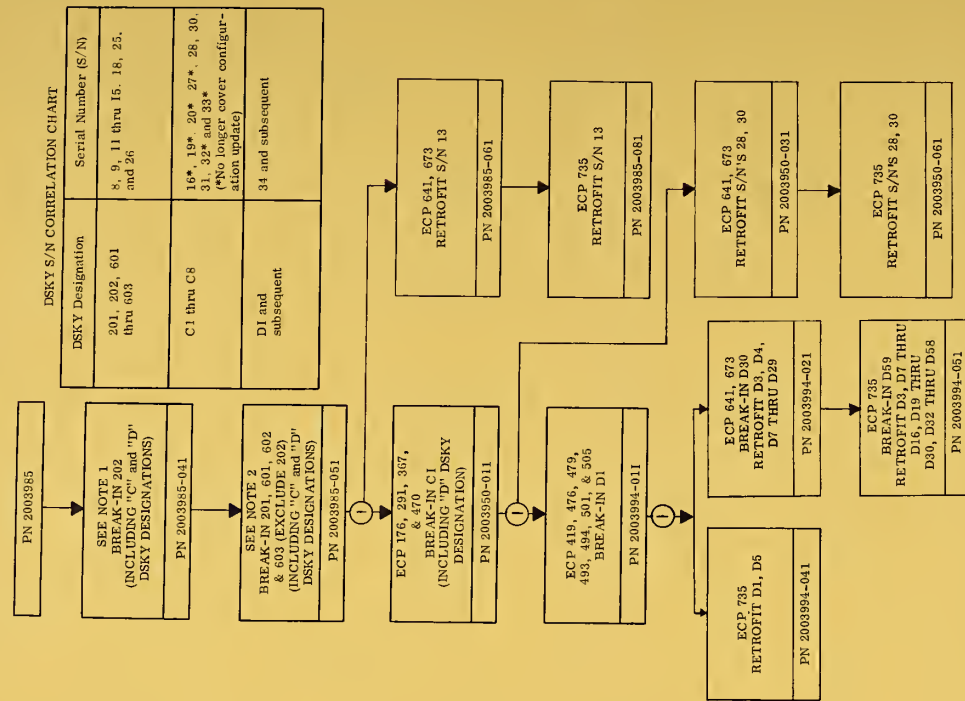 DSKY S/N CORRELATION CHART
DSKY Designation
Serial Number (S/N)
201, 202, 601
thru 603
8, 9, 11 thru 15. 18, 25.
and 26
C1 thru C8
16*, 19*. 20* 27*. 28, 30.
31, 32* and 33*
(*No longer cover configur-
ation update)
D1 and
subsequent
34 and subsequent
PN 2003985
SEE NOTE 1
BREAK-IN 202
(INCLUDING "C" and "D"
DSKY DESIGNATIONS)
PN 2003985-041
SEE NOTE 2
BREAK-IN 201, 601, 602
& 603 (EXCLUDE 202)
(INCLUDING "C" and "D"
DSKY DESIGNATIONS)
PN 2003985-051
1
ECP 641, 673
RETROFIT S/N 13
PN 2003985-061
ECP 735
RETROFIT S/N 13
PN 2003985-081
ECP 176, 291, 367,
& 470
BREAK-IN C1
(INCLUDING "D" DSKY
DESIGNATION)
PN 2003950-011
1
ECP 641, 673
RETROFIT S/N'S 28, 30
PN 2003950-031
ECP 735
RETROFIT S/N'S 28, 30
PN 2003950-061
ECP 419, 476, 479,
493, 494, 501, & 505
BREAK-IN D1
PN 2003994-011
1
ECP 735
RETROFIT D1, D5
PN 2003994-041
ECP 641, 673
BREAK-IN D30
RETROFIT D3, D4,
D7 THRU D29
PN 2003994-021
ECP 735
BREAK-IN D59
RETROFIT D3, D7 THRU
D16, D19 THRU
D30, D32 THRU D58
PN 2003994-051